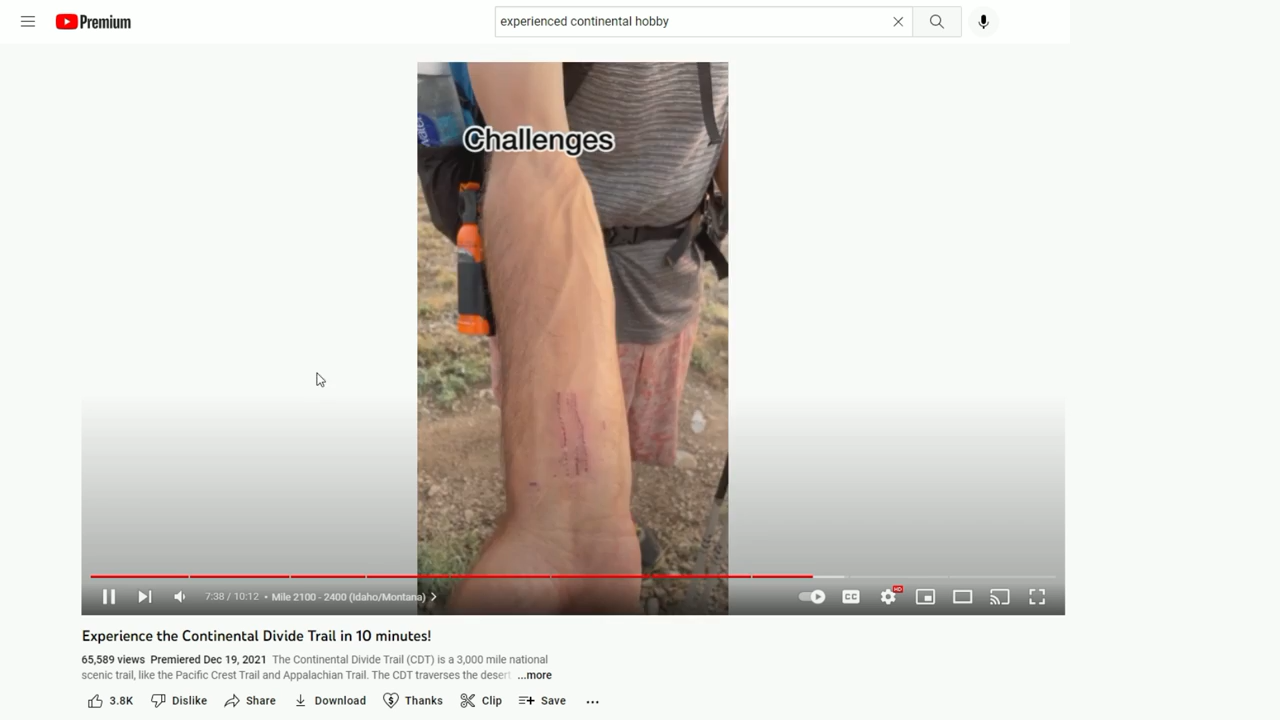 Premium
experienced continental hobby
Challenges
7:38 / 10:12 • Mile 2100 - 2400 (Idaho/Montana)
CC
HD
Experience the Continental Divide Trail in 10 minutes!
65,589 views Premiered Dec 19, 2021 The Continental Divide Trail (CDT) is a 3,000 mile national
scenic trail, like the Pacific Crest Trail and Appalachian Trail. The CDT traverses the desert ...more
3.8K Dislike Share Download Thanks Clip Save